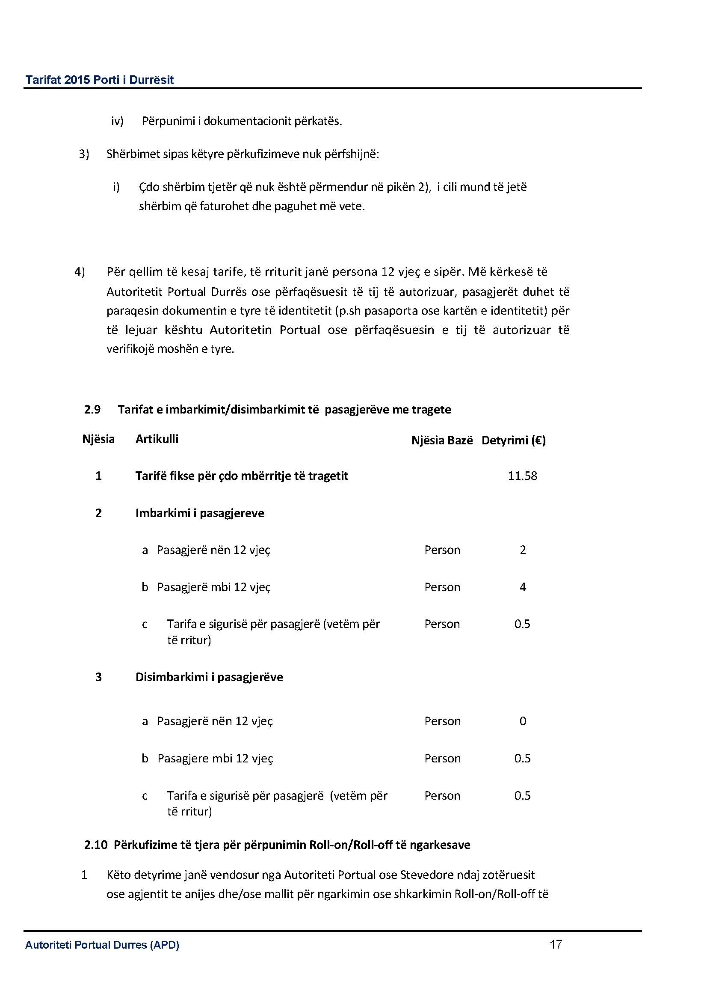 Tarifat 2015 Porti i Durrësit
iv) Përpunimi i dokumentacionit përkatës.
3) Shërbimet sipas këtyre përkufizimeve nuk përfshijnë:
i) Çdo shërbim tjetër që nuk është përmendur në pikën 2), i cili mund të jetë
shërbim që faturohet dhe paguhet më vete.
4) Për qellim të kesaj tarife, të rriturit janë persona 12 vjeç e sipër. Më kërkesë të
Autoritetit Portual Durrës ose përfaqësuesit të tij të autorizuar, pasagjerët duhet të
paraqesin dokumentin e tyre të identitetit (p.sh pasaporta ose kartën e identitetit) për
të lejuar kështu Autoritetin Portual ose përfaqësuesin e tij të autorizuar të
verifikojë moshën e tyre.
2.9 Tarifat e imbarkimit/disimbarkimit të pasagjerëve me tragete
Njësia Artikulli Njësia Bazë Detyrimi (€)
1 Tarifë fikse për çdo mbërritje të tragetit 11.58
2 Imbarkimi i pasagjereve
a Pasagjerë nën 12 vjeç Person 2
b Pasagjerë mbi 12 vjeç Person 4
c Tarifa e sigurisë për pasagjerë (vetëm për Person 0.5
të rritur)
3 Disimbarkimi i pasagjerëve
a Pasagjerë nën 12 vjeç Person 0
b Pasagjere mbi 12 vjeç Person 0.5
c Tarifa e sigurisë për pasagjerë (vetëm për Person 0.5
të rritur)
2.10 Përkufizime të tjera për përpunimin Roll-on/Roll-off të ngarkesave
1 Këto detyrime janë vendosur nga Autoriteti Portual ose Stevedore ndaj zotëruesit
ose agjentit te anijes dhe/ose mallit për ngarkimin ose shkarkimin Roll-on/Roll-off të
Autoriteti Portual Durres (APD) 17